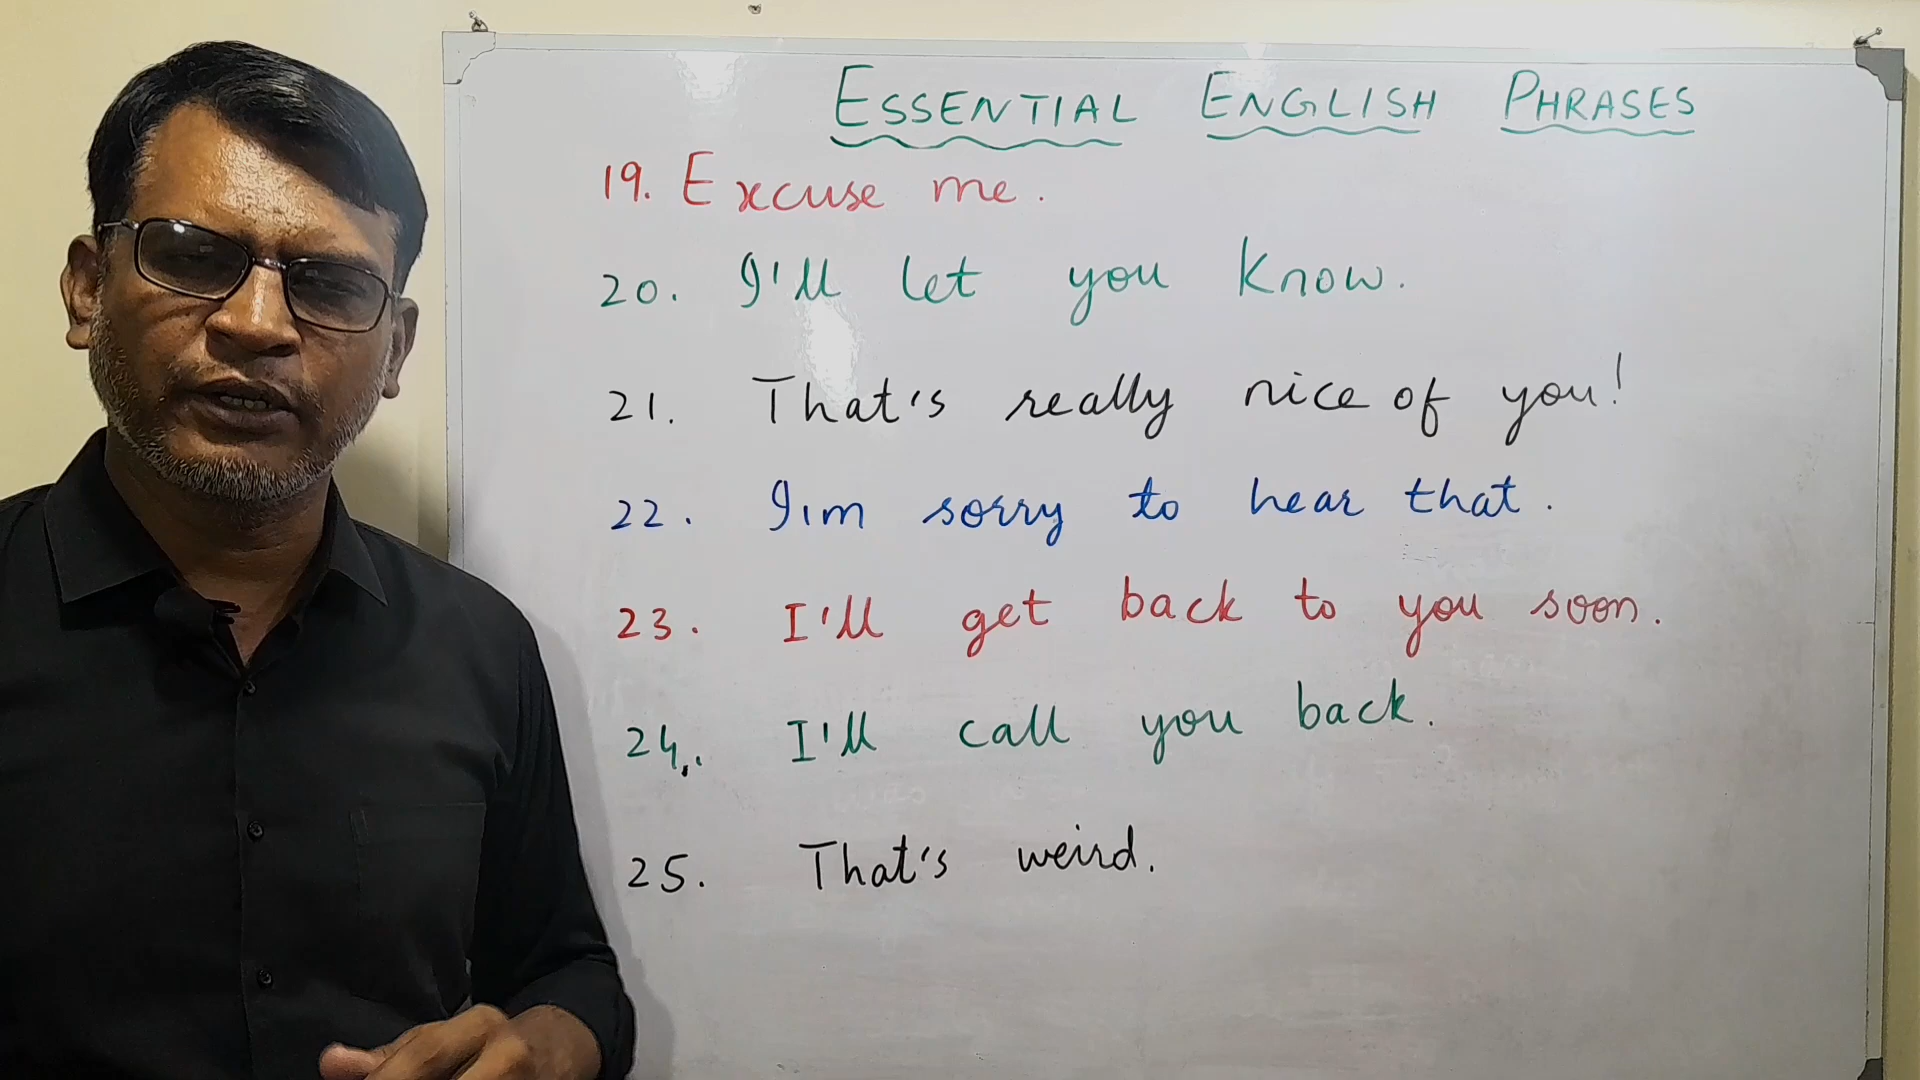 ESSENTIAL ENGLISH PHRASES
19. Excuse me.
20. I'll let you know.
21. That's really nice of you!
22. I'm sorry to hear that.
23. I'll get back to you soon.
24. I'll call you back.
25. That's weird.